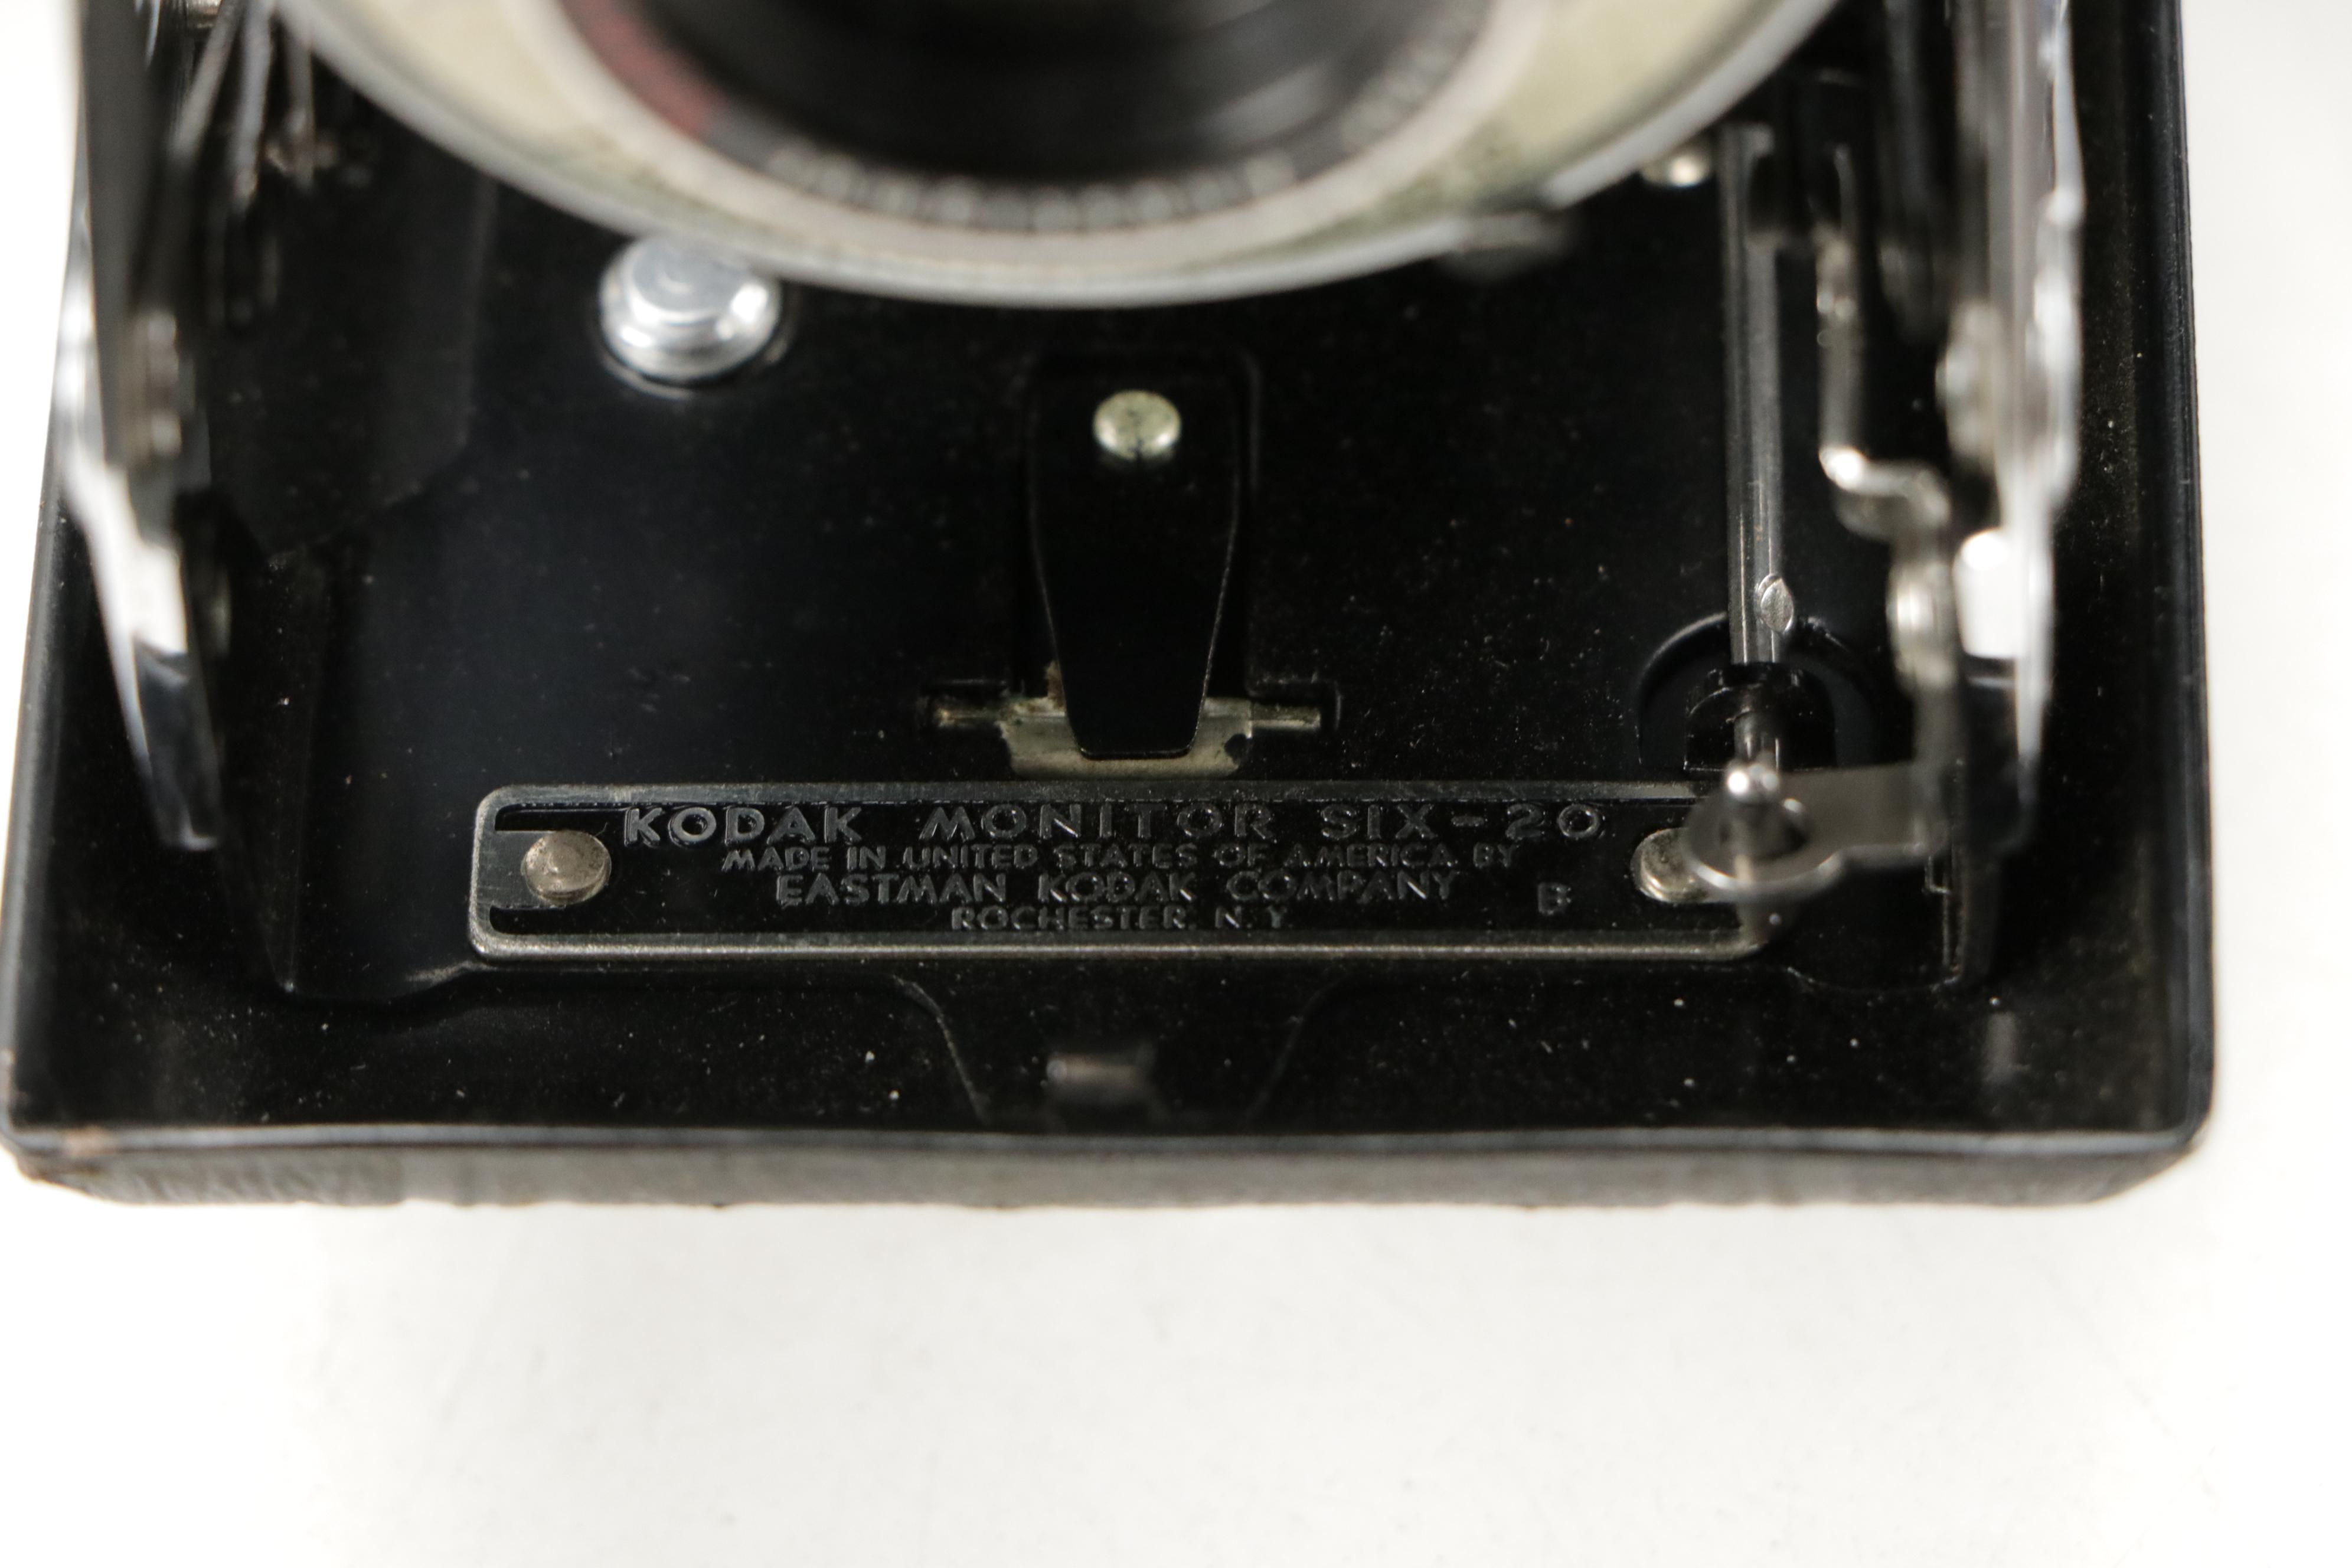 KODAK MONITOR SIX-20
MADE IN UNITED STATES OF AMERICA BY
EASTMAN KODAK COMPANY B
ROCHESTER, N.Y.